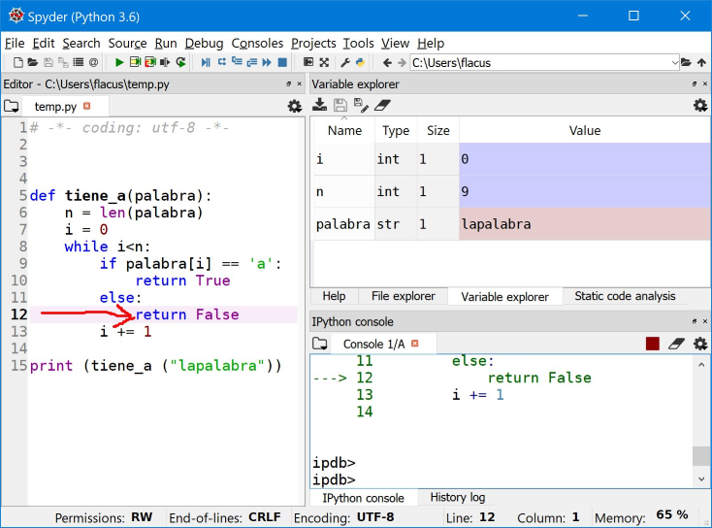 Spyder (Python 3.6)
File Edit Search Source Run Debug Consoles Projects Tools View Help
C:\Users\flacus
Editor - C:\Users\flacus\temp.py
temp.py
1 # -*- coding: utf-8 -*-
2
3
4
5 def tiene_a(palabra):
6 n = len(palabra)
7 i = 0
8 while i<n:
9 if palabra[i] == 'a':
10 return True
11 else:
12 return False
13 i += 1
14
15 print (tiene_a ("lapalabra"))
Variable explorer
Name Type Size Value
i int 1 0
n int 1 9
palabra str 1 lapalabra
Help File explorer Variable explorer Static code analysis
IPython console
Console 1/A
11 else:
---> 12 return False
13 i += 1
14
ipdb>
ipdb>
IPython console History log
Permissions: RW End-of-lines: CRLF Encoding: UTF-8 Line: 12 Column: 1 Memory: 65 %